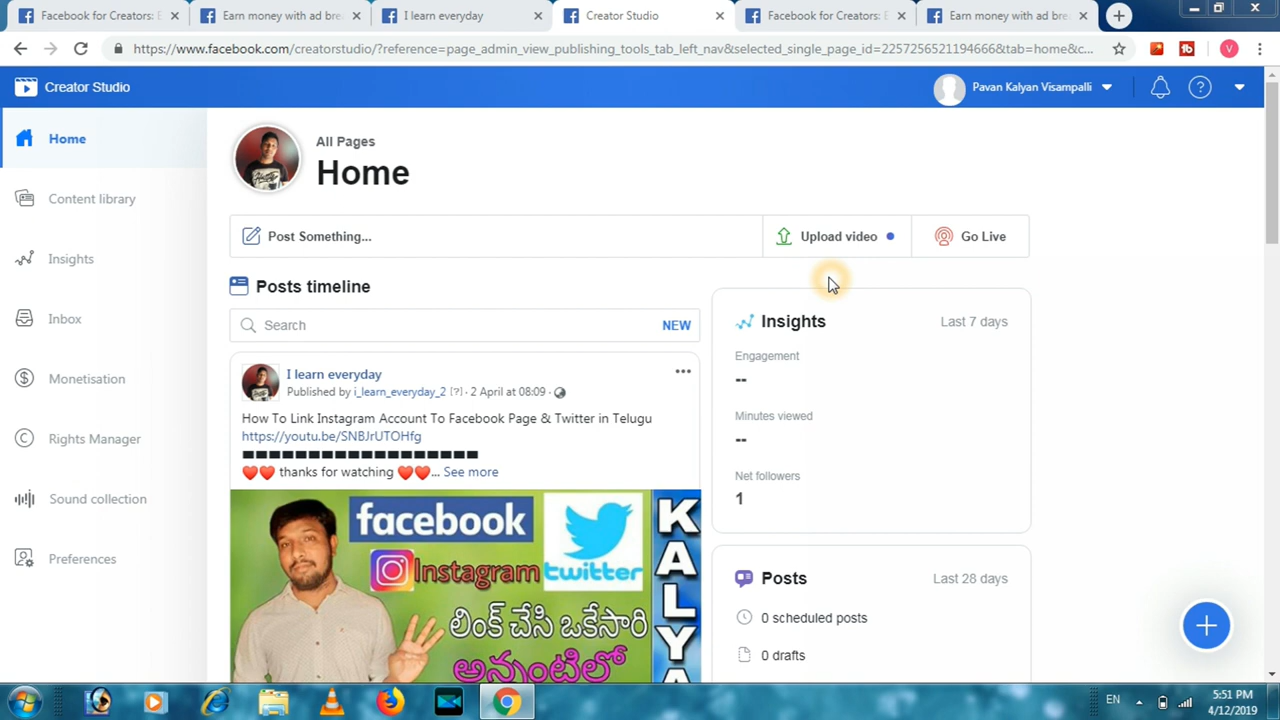 Facebook for Creators: E
Earn money with ad bre
I learn everyday
Creator Studio
Facebook for Creators: E
Earn money with ad bre
https://www.facebook.com/creatorstudio/?reference=page_admin_view_publishing_tools_tab_left_nav&selected_single_page_id=2257256521194666&tab=home&c...
V
Creator Studio
Pavan Kalyan Visampalli
Home
Content library
Insights
Inbox
Monetisation
Rights Manager
Sound collection
Preferences
All Pages
Home
Post Something...
Upload video
Go Live
Posts timeline
Search
NEW
I learn everyday
Published by i_learn_everyday_2 [?] · 2 April at 08:09 ·
How To Link Instagram Account To Facebook Page & Twitter in Telugu
https://youtu.be/SNBJrUTOHfg
thanks for watching ... See more
facebook
twitter
Instagram
KALY
లింక్ చేసి ఒకేసారి
అన్నింటిలో
Insights
Last 7 days
Engagement
--
Minutes viewed
--
Net followers
1
Posts
Last 28 days
0 scheduled posts
0 drafts
EN
5:51 PM
4/12/2019